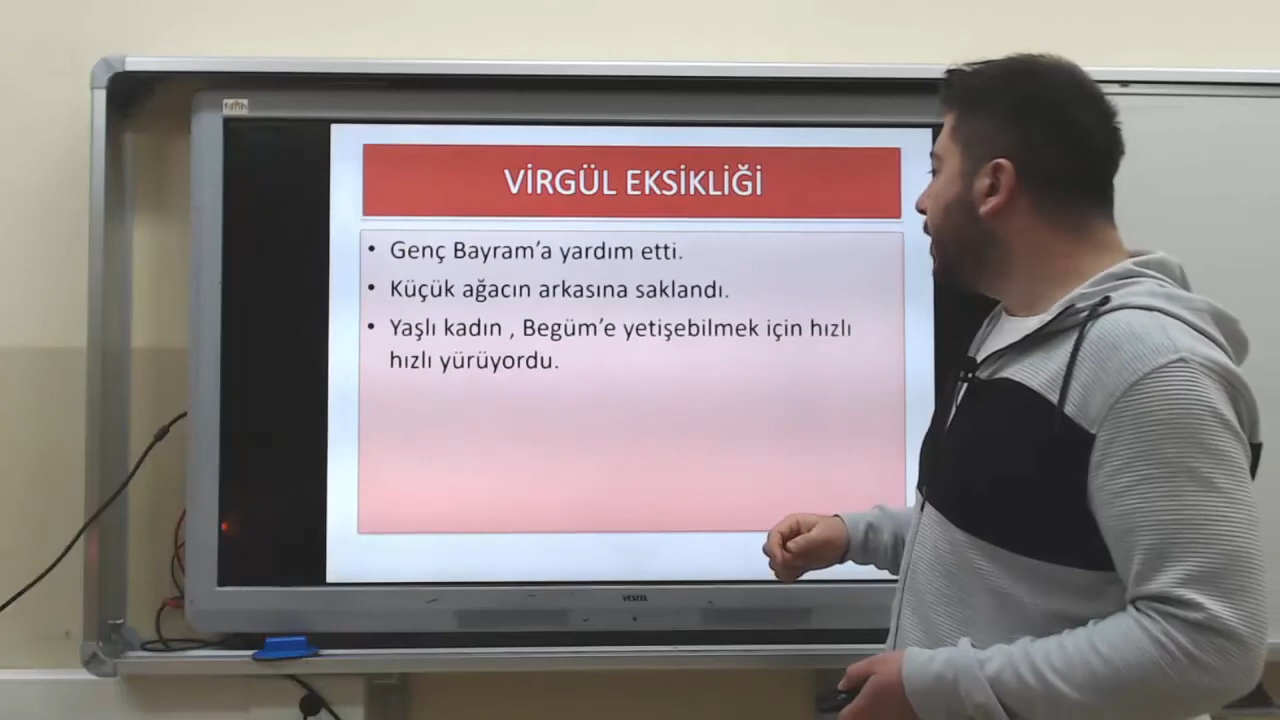 VİRGÜL EKSİKLİĞİ
• Genç Bayram’a yardım etti.
• Küçük ağacın arkasına saklandı.
• Yaşlı kadın , Begüm’e yetişebilmek için hızlı
hızlı yürüyordu.
VESTEL